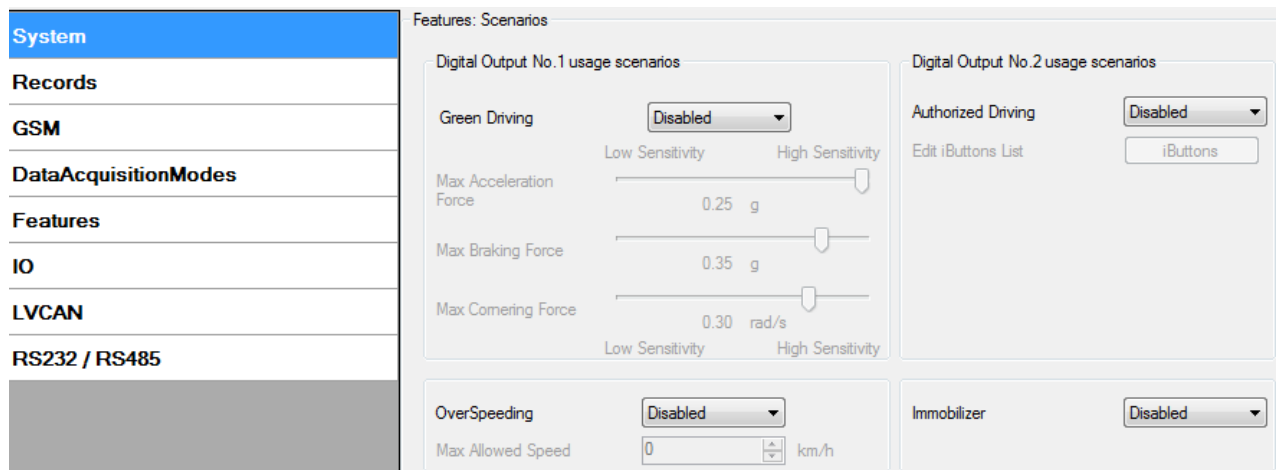 System
Records
GSM
DataAcquisitionModes
Features
IO
LVCAN
RS232 / RS485
Features: Scenarios
Digital Output No.1 usage scenarios
Green Driving
Disabled
Low Sensitivity High Sensitivity
Max Acceleration
Force
0.25 g
Max Braking Force
0.35 g
Max Cornering Force
0.30 rad/s
Low Sensitivity High Sensitivity
Digital Output No.2 usage scenarios
Authorized Driving Disabled
Edit iButtons List iButtons
OverSpeeding Disabled
Max Allowed Speed 0 km/h
Immobilizer Disabled